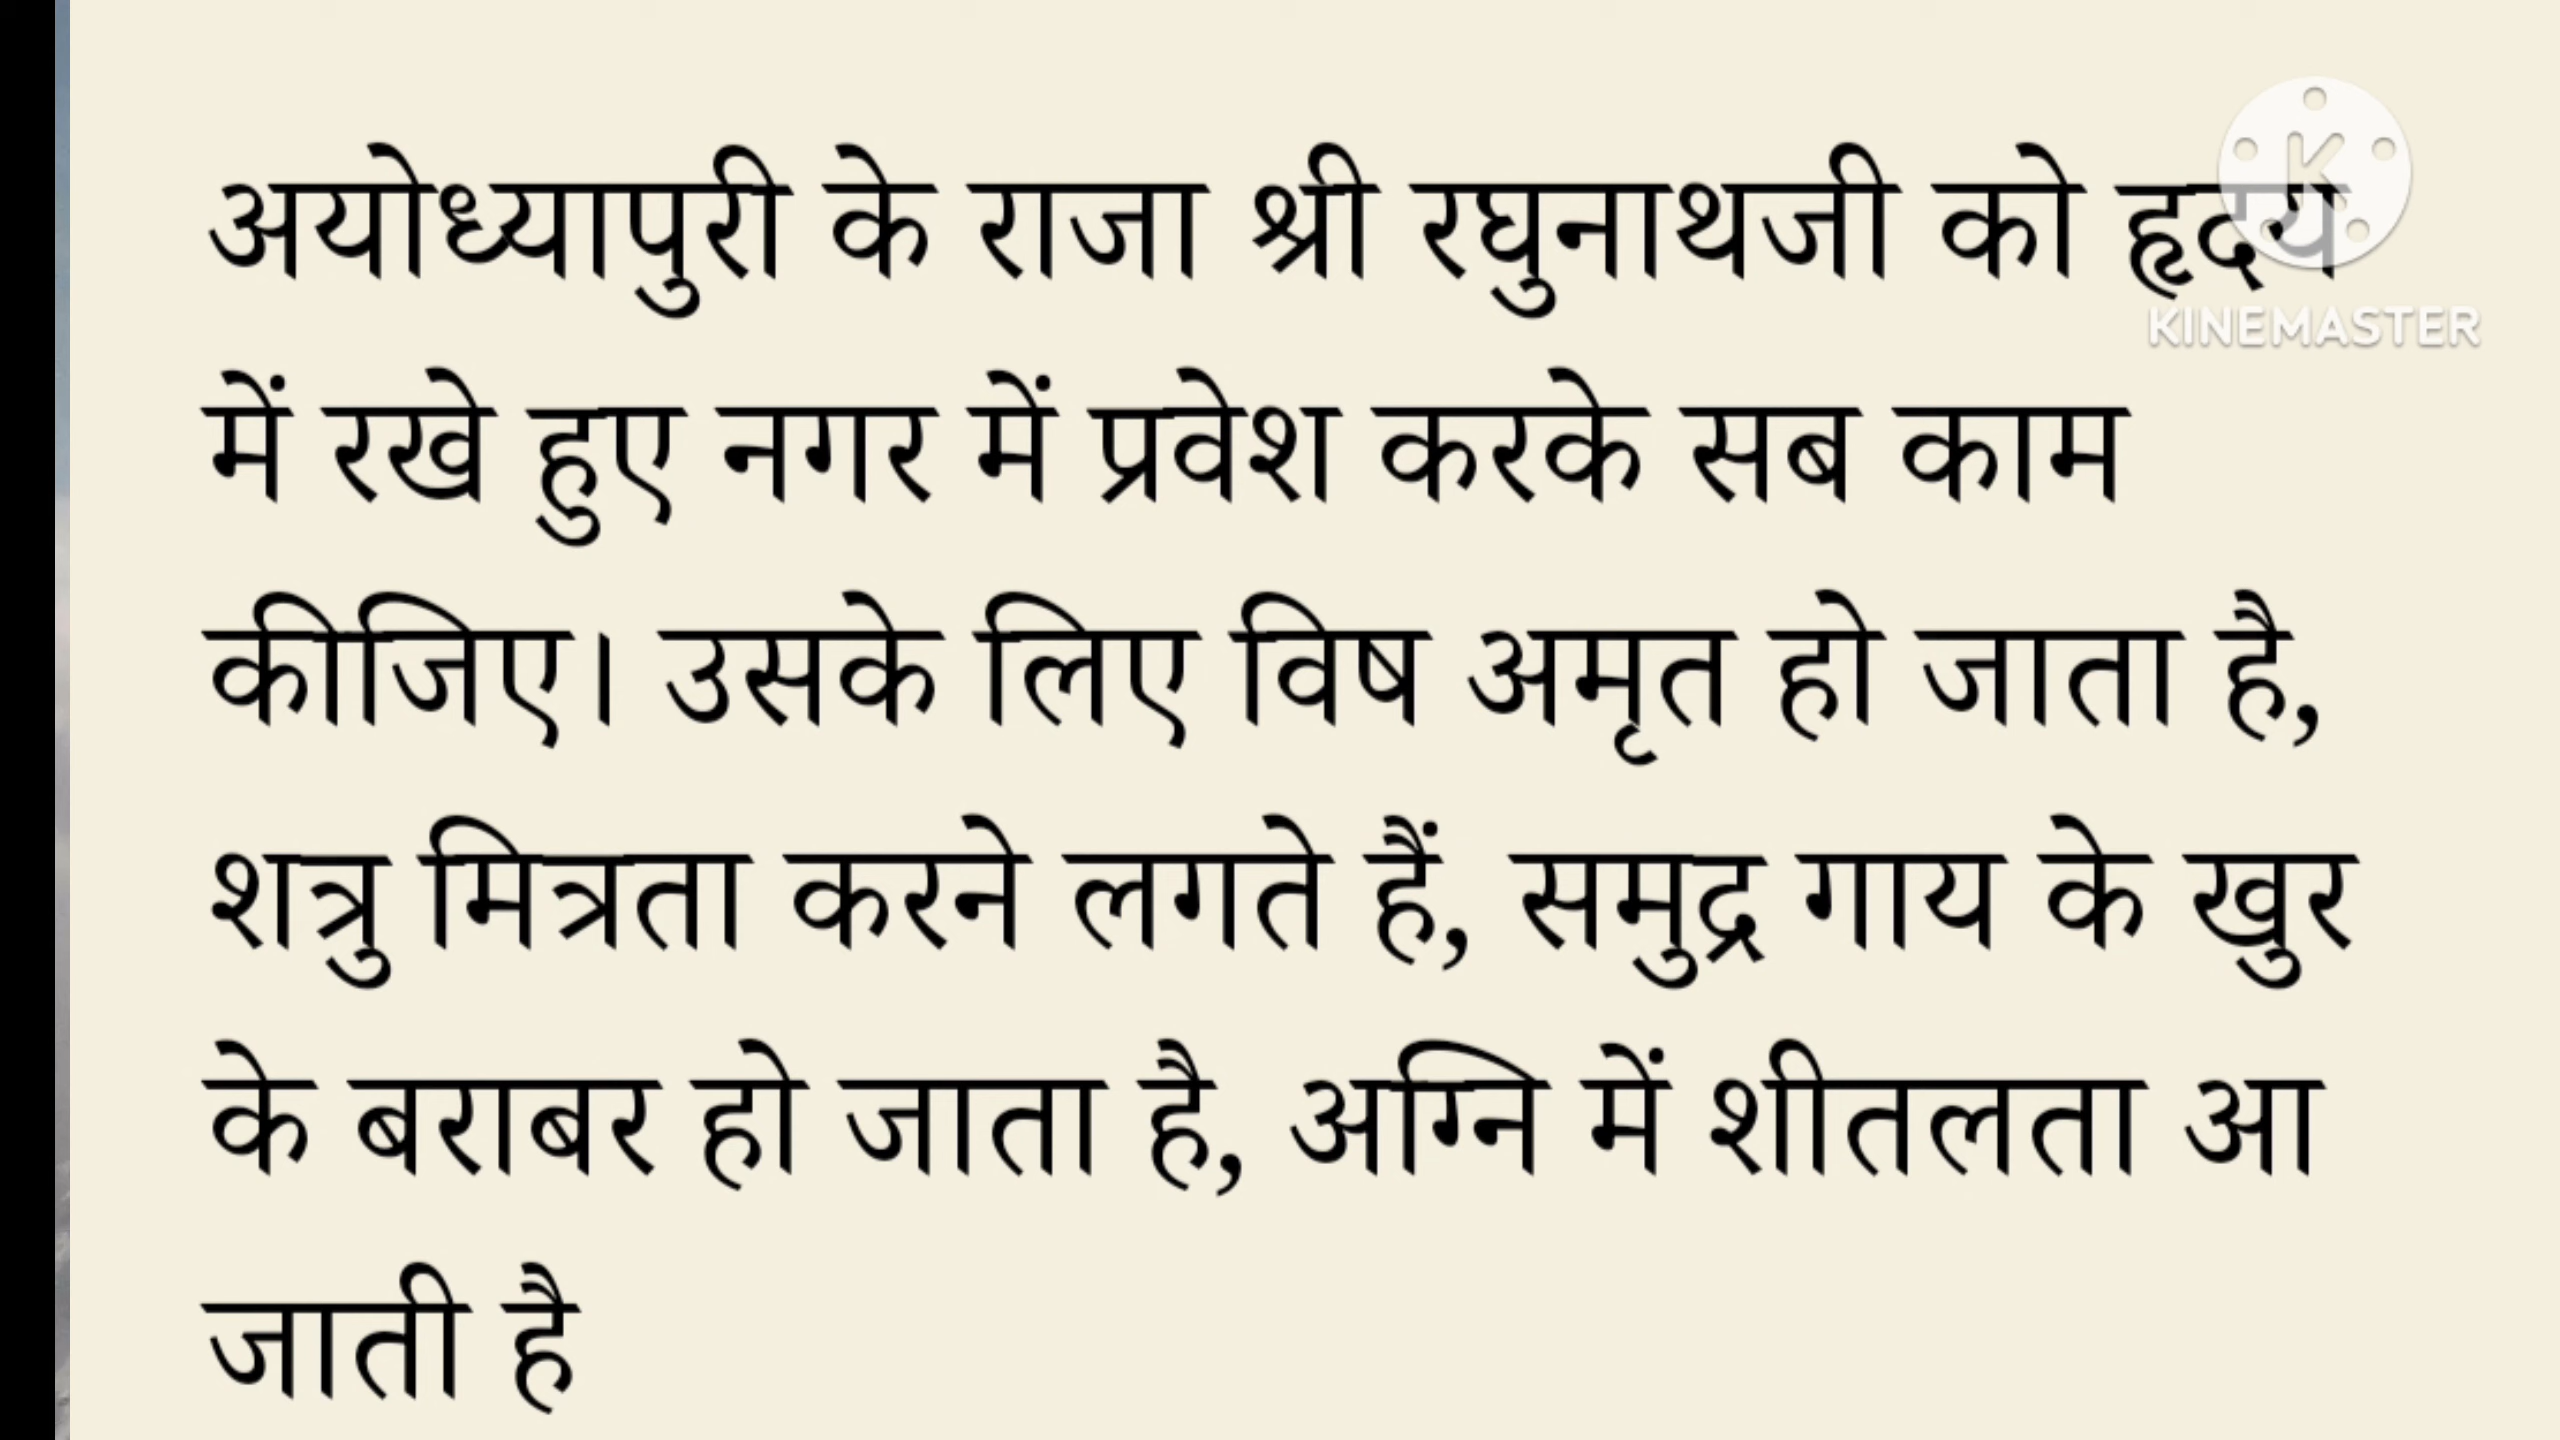 अयोध्यापुरी के राजा श्री रघुनाथजी को हृदय
में रखे हुए नगर में प्रवेश करके सब काम
कीजिए। उसके लिए विष अमृत हो जाता है,
शत्रु मित्रता करने लगते हैं, समुद्र गाय के खुर
के बराबर हो जाता है, अग्नि में शीतलता आ
जाती है
K
KINEMASTER